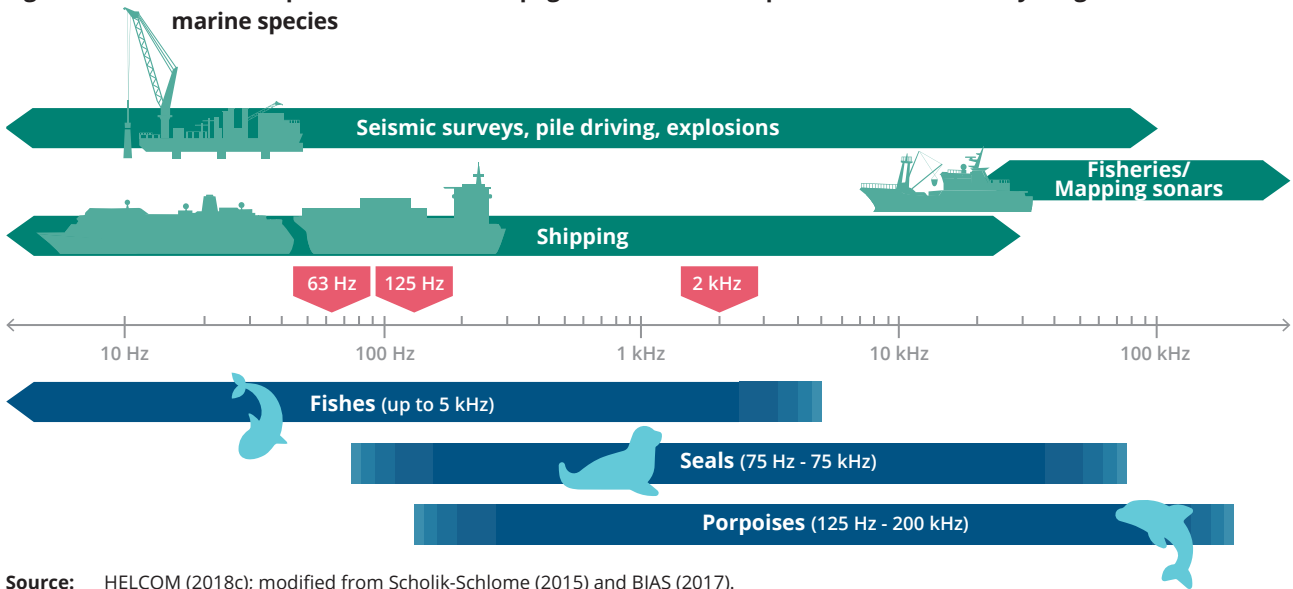 marine species
Seismic surveys, pile driving, explosions
Fisheries/
Mapping sonars
Shipping
63 Hz 125 Hz 2 kHz
10 Hz 100 Hz 1 kHz 10 kHz 100 kHz
Fishes (up to 5 kHz)
Seals (75 Hz - 75 kHz)
Porpoises (125 Hz - 200 kHz)
Source: HELCOM (2018c); modified from Scholik-Schlome (2015) and BIAS (2017).